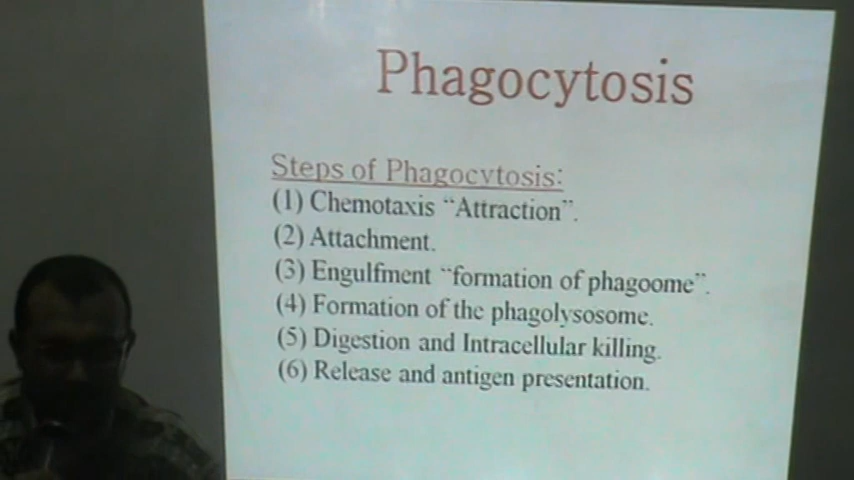 Phagocytosis
Steps of Phagocytosis:
(1) Chemotaxis “Attraction”.
(2) Attachment.
(3) Engulfment “formation of phagoome”.
(4) Formation of the phagolysosome.
(5) Digestion and Intracellular killing.
(6) Release and antigen presentation.